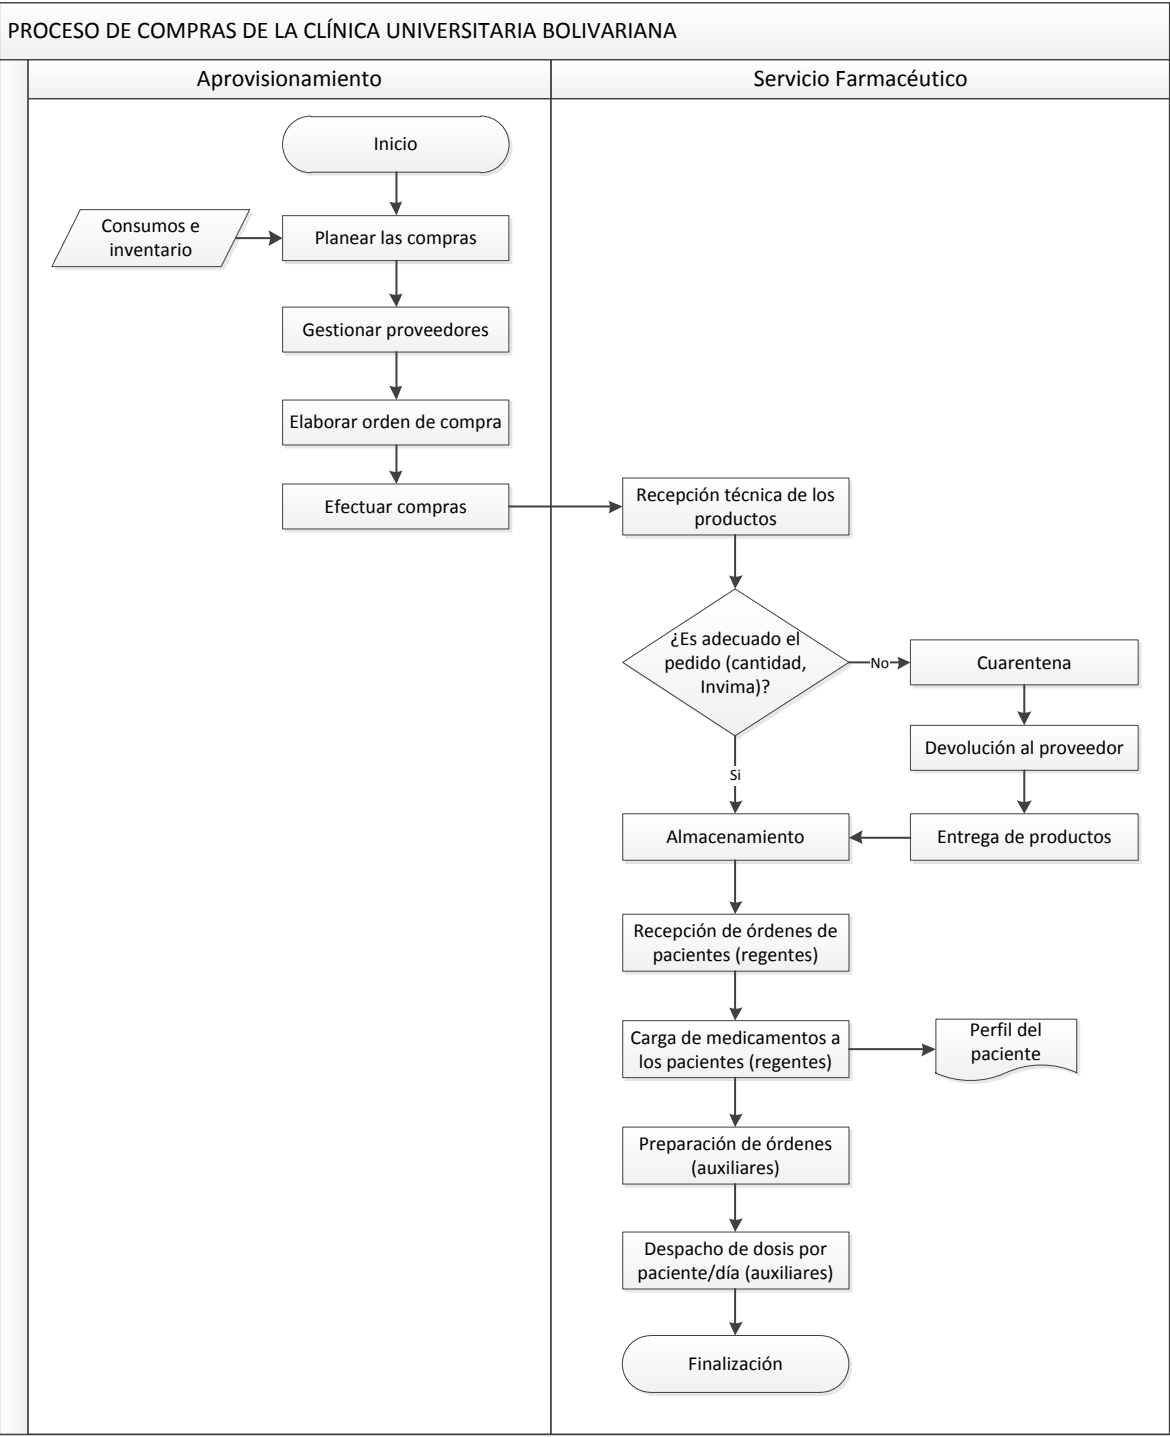 PROCESO DE COMPRAS DE LA CLÍNICA UNIVERSITARIA BOLIVARIANA
Aprovisionamiento
Servicio Farmacéutico
Inicio
Consumos e
inventario
Planear las compras
Gestionar proveedores
Elaborar orden de compra
Efectuar compras
Recepción técnica de los
productos
¿Es adecuado el
pedido (cantidad,
Invima)?
No
Cuarentena
Devolución al proveedor
Si
Almacenamiento
Entrega de productos
Recepción de órdenes de
pacientes (regentes)
Carga de medicamentos a
los pacientes (regentes)
Perfil del
paciente
Preparación de órdenes
(auxiliares)
Despacho de dosis por
paciente/día (auxiliares)
Finalización